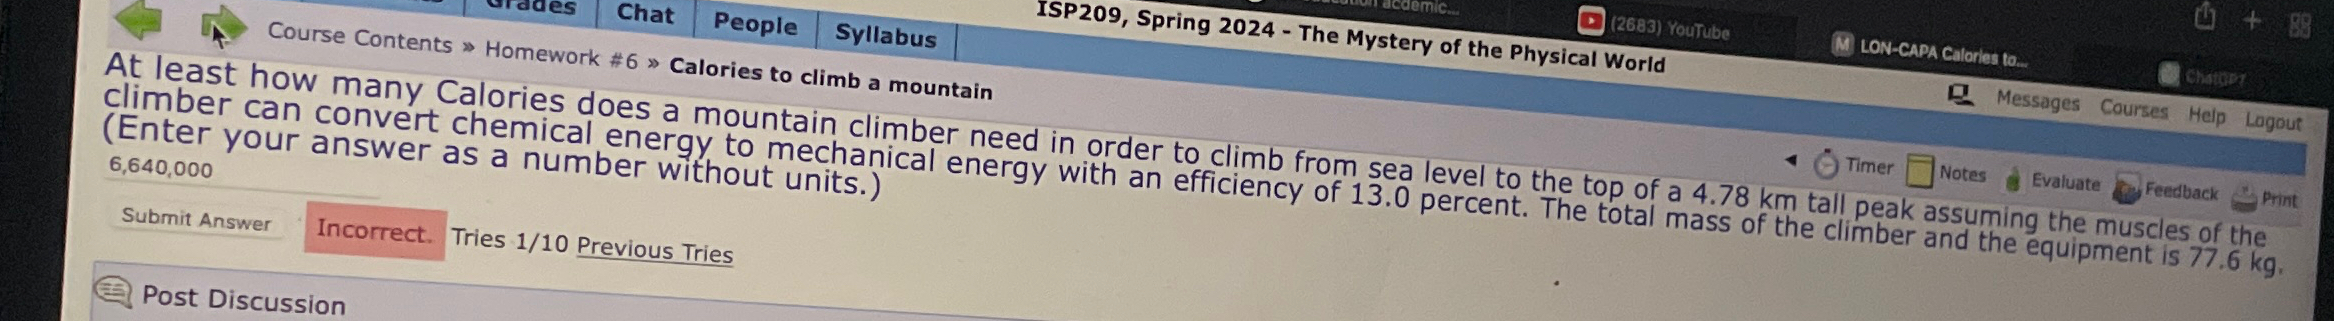 Grades Chat People Syllabus
ISP209, Spring 2024 - The Mystery of the Physical World
(2683) YouTube
M LON-CAPA Calories to...
ChatGPT
Messages Courses Help Logout
Course Contents » Homework #6 » Calories to climb a mountain
Timer Notes Evaluate Feedback Print
At least how many Calories does a mountain climber need in order to climb from sea level to the top of a 4.78 km tall peak assuming the muscles of the
climber can convert chemical energy to mechanical energy with an efficiency of 13.0 percent. The total mass of the climber and the equipment is 77.6 kg.
(Enter your answer as a number without units.)
6,640,000
Submit Answer Incorrect. Tries 1/10 Previous Tries
Post Discussion